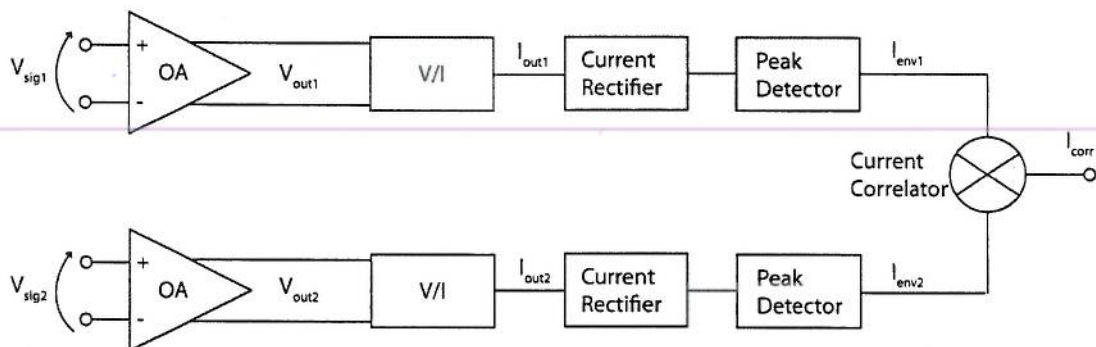 V_sig1
+
-
OA
V_out1
V/I
I_out1
Current
Rectifier
Peak
Detector
I_env1
Current
Correlator
I_corr
V_sig2
+
-
OA
V_out2
V/I
I_out2
Current
Rectifier
Peak
Detector
I_env2